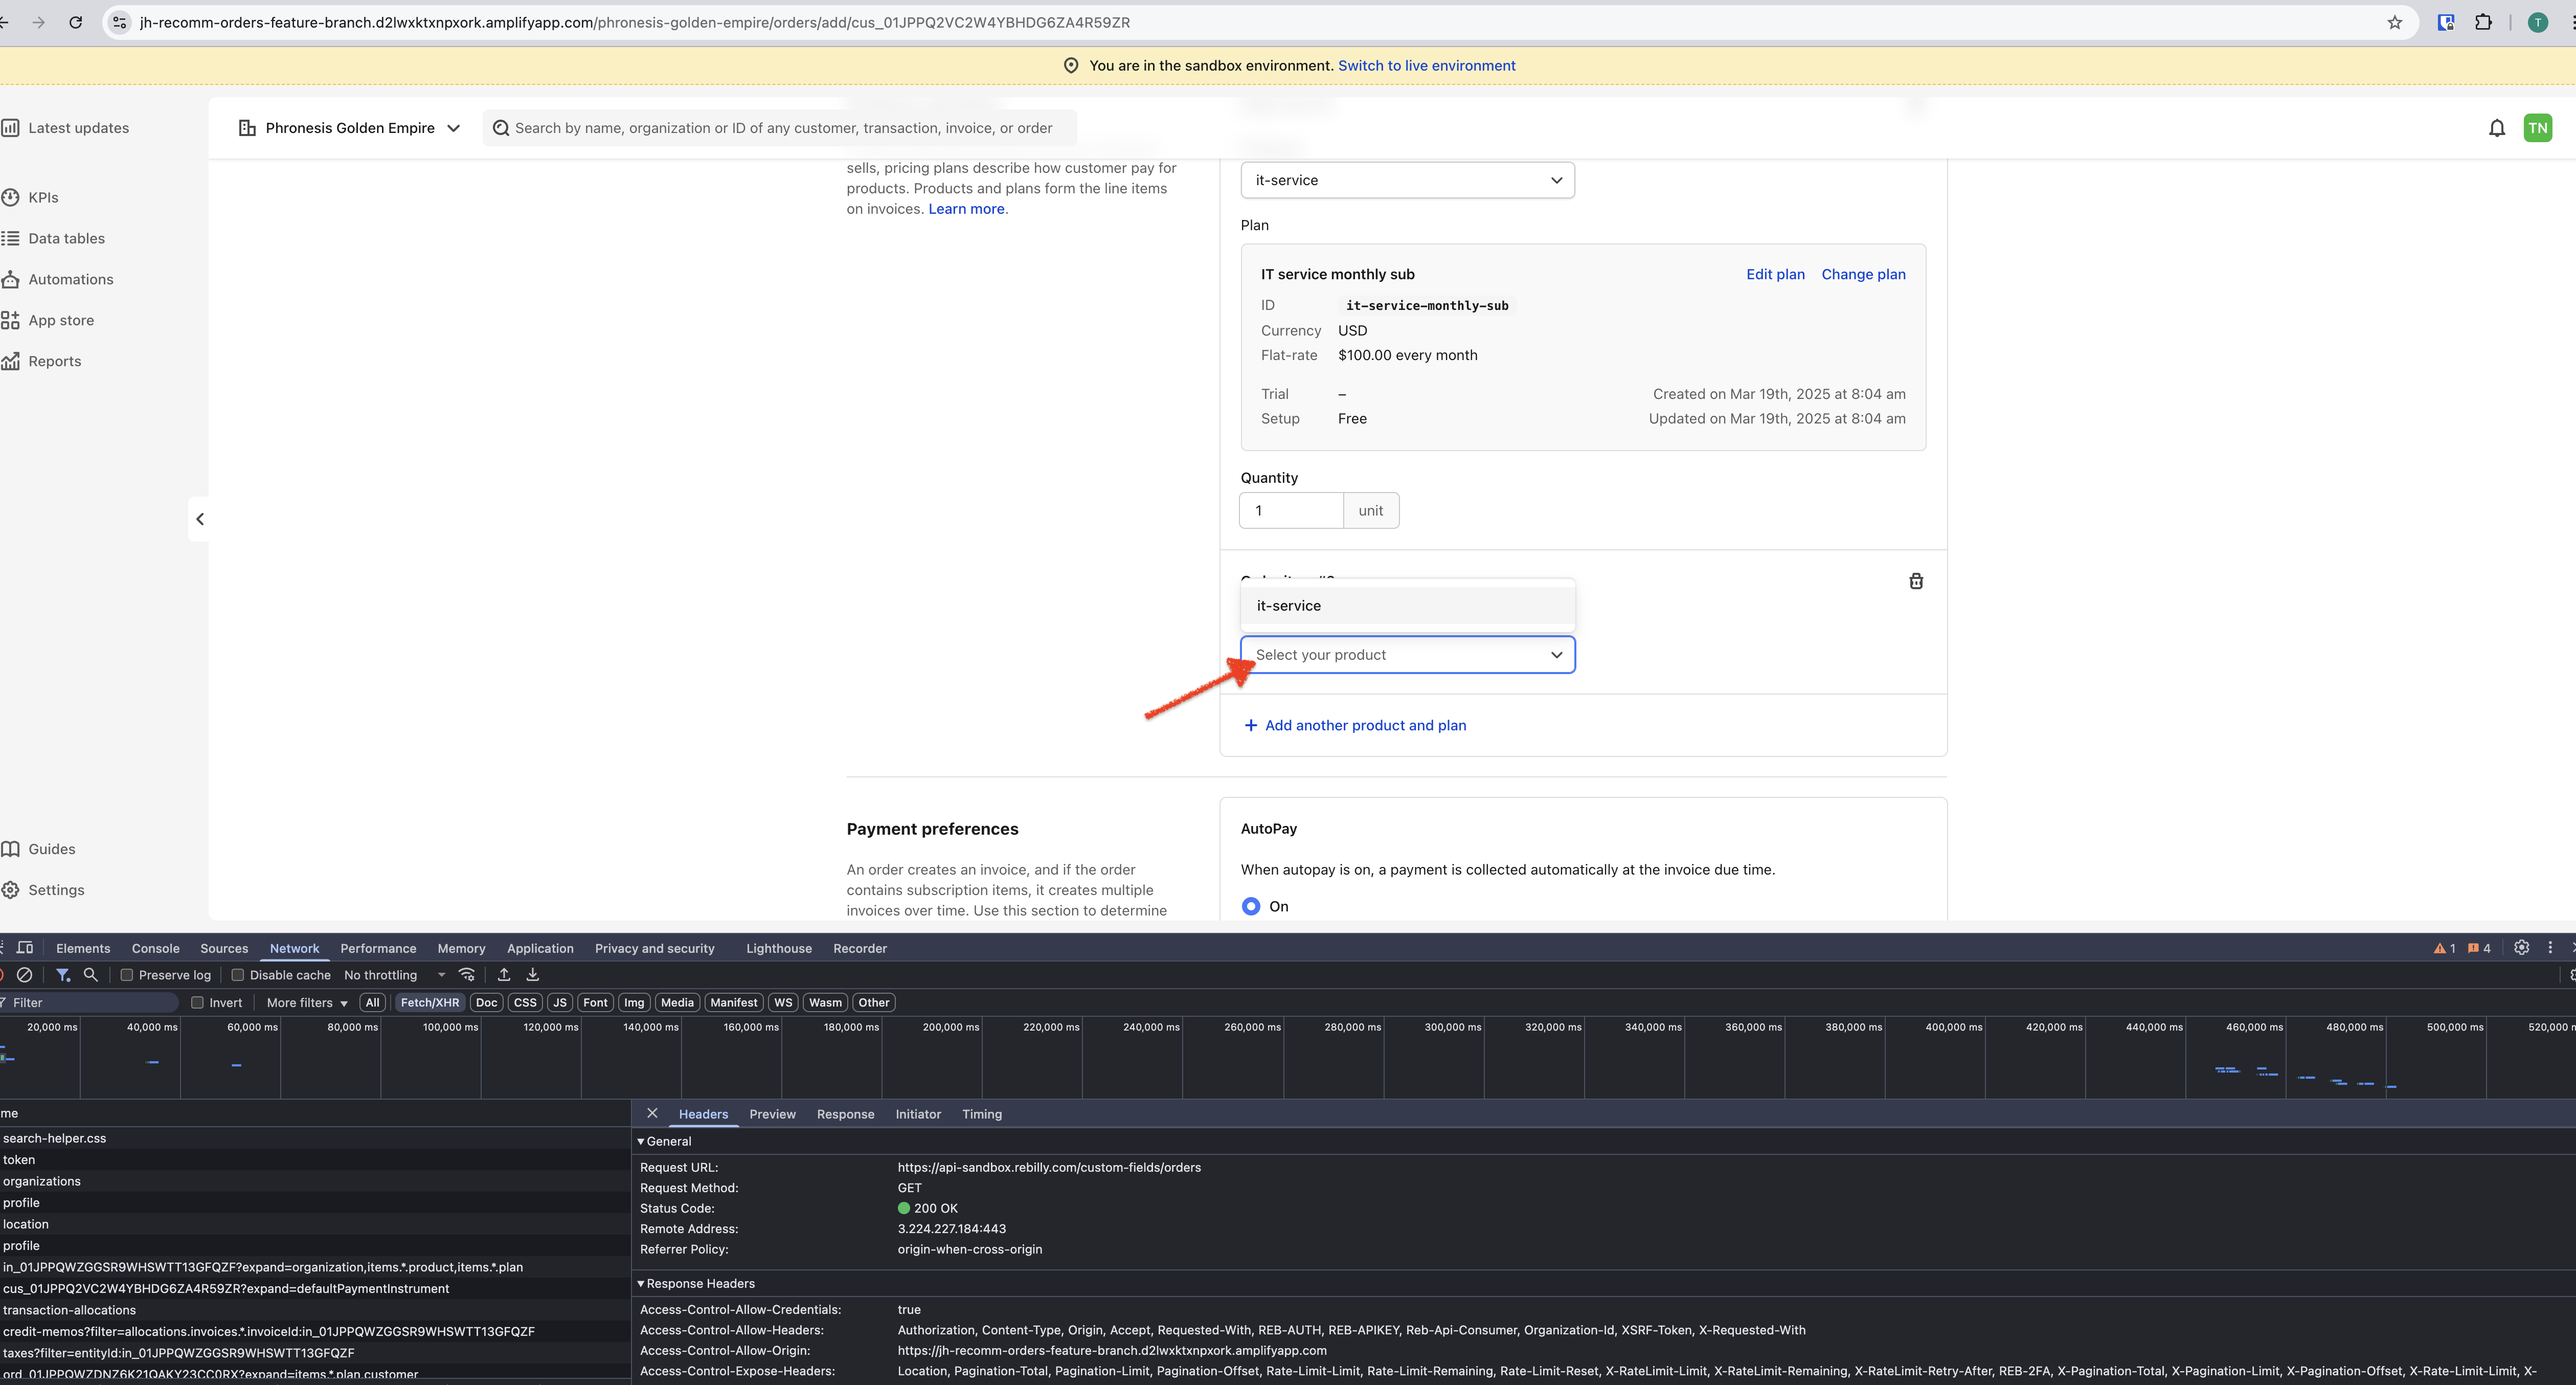 jh-recomm-orders-feature-branch.d2lwxktxnpxork.amplifyapp.com/phronesis-golden-empire/orders/add/cus_01JPPQ2VC2W4YBHDG6ZA4R59ZR
T
You are in the sandbox environment. Switch to live environment
Latest updates
Phronesis Golden Empire
Search by name, organization or ID of any customer, transaction, invoice, or order
TN
KPIs
Data tables
Automations
App store
Reports
Guides
Settings
sells, pricing plans describe how customer pay for
products. Products and plans form the line items
on invoices. Learn more.
it-service
Plan
IT service monthly sub
Edit plan Change plan
ID it-service-monthly-sub
Currency USD
Flat-rate $100.00 every month
Trial –
Created on Mar 19th, 2025 at 8:04 am
Setup Free
Updated on Mar 19th, 2025 at 8:04 am
Quantity
1 unit
it-service
Select your product
Add another product and plan
Payment preferences
An order creates an invoice, and if the order
contains subscription items, it creates multiple
invoices over time. Use this section to determine
AutoPay
When autopay is on, a payment is collected automatically at the invoice due time.
On
Elements Console Sources Network Performance Memory Application Privacy and security Lighthouse Recorder
1 4
Preserve log Disable cache No throttling
Filter Invert More filters All Fetch/XHR Doc CSS JS Font Img Media Manifest WS Wasm Other
20,000 ms 40,000 ms 60,000 ms 80,000 ms 100,000 ms 120,000 ms 140,000 ms 160,000 ms 180,000 ms 200,000 ms 220,000 ms 240,000 ms 260,000 ms 280,000 ms 300,000 ms 320,000 ms 340,000 ms 360,000 ms 380,000 ms 400,000 ms 420,000 ms 440,000 ms 460,000 ms 480,000 ms 500,000 ms 520,000 m
me
search-helper.css
token
organizations
profile
location
profile
in_01JPPQWZGGSR9WHSWTT13GFQZF?expand=organization,items.*.product,items.*.plan
cus_01JPPQ2VC2W4YBHDG6ZA4R59ZR?expand=defaultPaymentInstrument
transaction-allocations
credit-memos?filter=allocations.invoices.*.invoiceId:in_01JPPQWZGGSR9WHSWTT13GFQZF
taxes?filter=entityId:in_01JPPQWZGGSR9WHSWTT13GFQZF
ord_01JPPQWZDNZ6K21QAKY23CC0RX?expand=items.*.plan,customer
Headers Preview Response Initiator Timing
General
Request URL: https://api-sandbox.rebilly.com/custom-fields/orders
Request Method: GET
Status Code: 200 OK
Remote Address: 3.224.227.184:443
Referrer Policy: origin-when-cross-origin
Response Headers
Access-Control-Allow-Credentials: true
Access-Control-Allow-Headers: Authorization, Content-Type, Origin, Accept, Requested-With, REB-AUTH, REB-APIKEY, Reb-Api-Consumer, Organization-Id, XSRF-Token, X-Requested-With
Access-Control-Allow-Origin: https://jh-recomm-orders-feature-branch.d2lwxktxnpxork.amplifyapp.com
Access-Control-Expose-Headers: Location, Pagination-Total, Pagination-Limit, Pagination-Offset, Rate-Limit-Limit, Rate-Limit-Remaining, Rate-Limit-Reset, X-RateLimit-Limit, X-RateLimit-Remaining, X-RateLimit-Retry-After, REB-2FA, X-Pagination-Total, X-Pagination-Limit, X-Pagination-Offset, X-Rate-Limit-Limit, X-